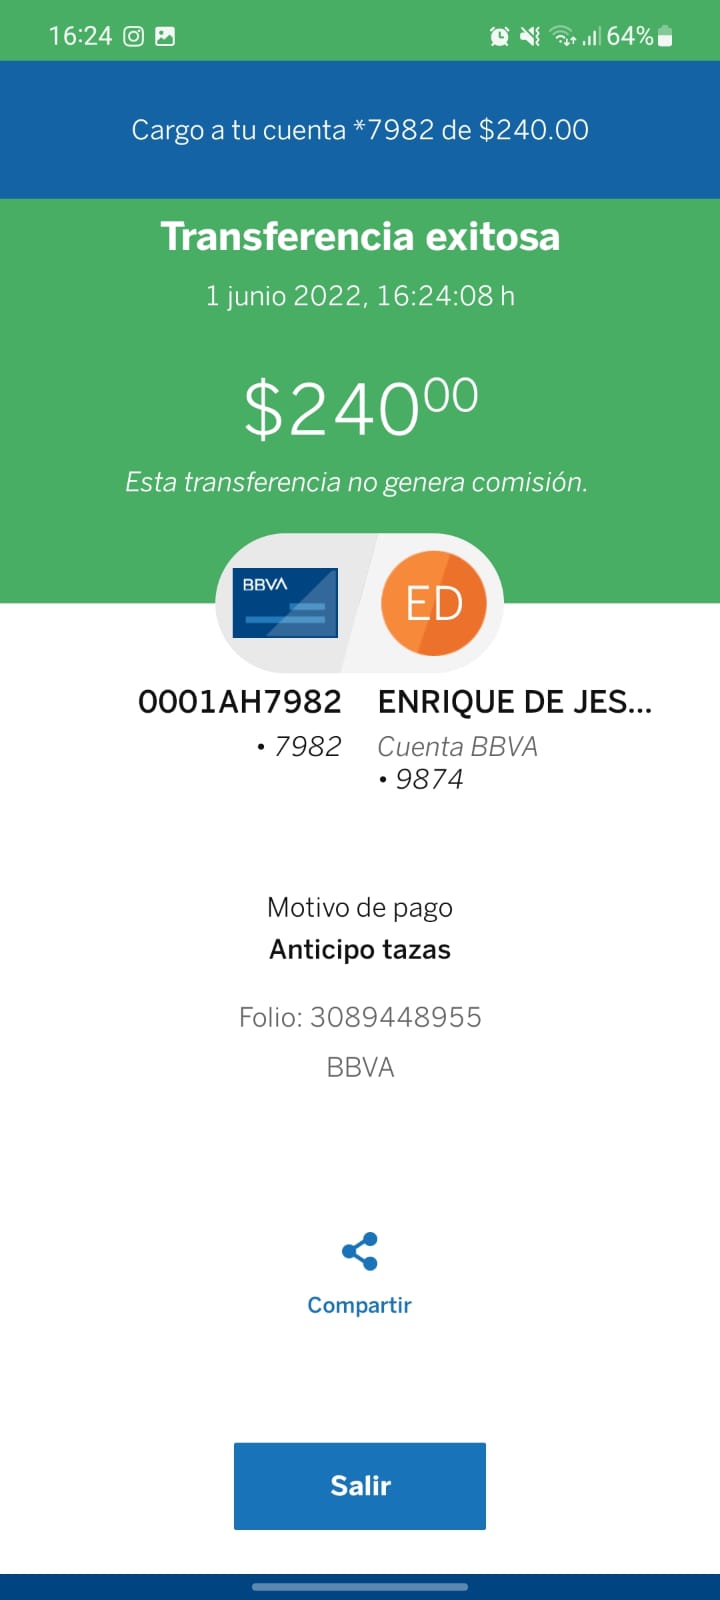 16:24 64%
Cargo a tu cuenta *7982 de $240.00
Transferencia exitosa
1 junio 2022, 16:24:08 h
$240⁰⁰
Esta transferencia no genera comisión.
BBVA ED
0001AH7982 ENRIQUE DE JES...
• 7982 Cuenta BBVA
• 9874
Motivo de pago
Anticipo tazas
Folio: 3089448955
BBVA
Compartir
Salir